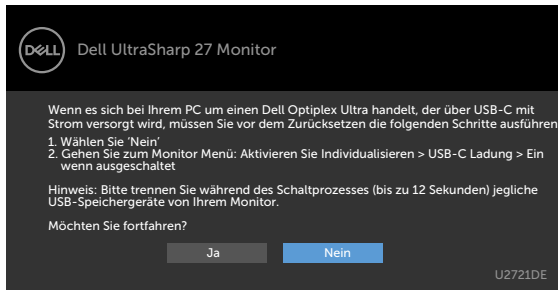 DELL Dell UltraSharp 27 Monitor
Wenn es sich bei Ihrem PC um einen Dell Optiplex Ultra handelt, der über USB-C mit
Strom versorgt wird, müssen Sie vor dem Zurücksetzen die folgenden Schritte ausführen
1. Wählen Sie ‘Nein’
2. Gehen Sie zum Monitor Menü: Aktivieren Sie Individualisieren > USB-C Ladung > Ein
wenn ausgeschaltet
Hinweis: Bitte trennen Sie während des Schaltprozesses (bis zu 12 Sekunden) jegliche
USB-Speichergeräte von Ihrem Monitor.
Möchten Sie fortfahren?
Ja Nein
U2721DE